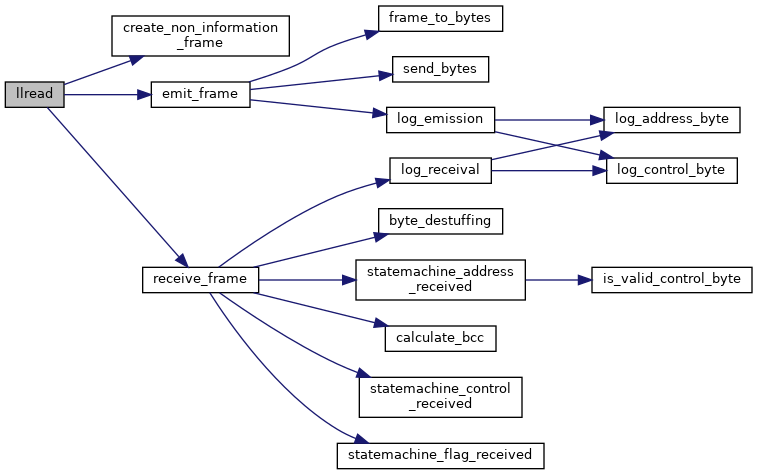 llread
create_non_information
_frame
emit_frame
receive_frame
frame_to_bytes
send_bytes
log_emission
log_receival
byte_destuffing
statemachine_address
_received
calculate_bcc
statemachine_control
_received
statemachine_flag_received
log_address_byte
log_control_byte
is_valid_control_byte